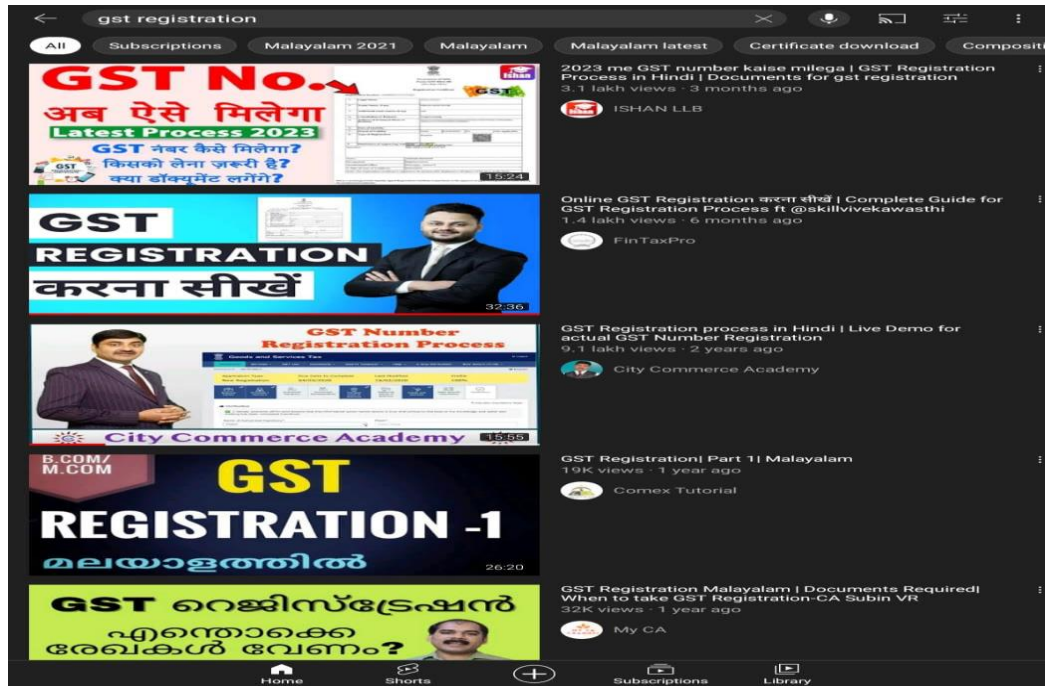 gst registration
All
Subscriptions
Malayalam 2021
Malayalam
Malayalam latest
Certificate download
Compositi
GST No.
अब ऐसे मिलेगा
Latest Process 2023
GST नंबर कैसे मिलेगा?
किसको लेना ज़रूरी है?
क्या डॉक्यूमेंट लगेंगे?
GST
GST
Ishan
15:24
2023 me GST number kaise milega | GST Registration
Process in Hindi | Documents for gst registration
3.1 lakh views · 3 months ago
ISHAN LLB
GST
REGISTRATION
करना सीखें
32:36
Online GST Registration करना सीखें | Complete Guide for
GST Registration Process ft @skillvivekawasthi
1.4 lakh views · 6 months ago
FinTaxPro
GST Number
Registration Process
Goods and Services Tax
City Commerce Academy
15:55
GST Registration process in Hindi | Live Demo for
actual GST Number Registration
9.1 lakh views · 2 years ago
City Commerce Academy
B.COM/
M.COM
GST
REGISTRATION -1
മലയാളത്തിൽ
26:20
GST Registration| Part 1| Malayalam
19K views · 1 year ago
Comex Tutorial
GST റെജിസ്ട്രേഷൻ
എന്തൊക്കെ
രേഖകൾ വേണം?
GST Registration Malayalam | Documents Required|
When to take GST Registration-CA Subin VR
32K views · 1 year ago
My CA
Home
Shorts
Subscriptions
Library